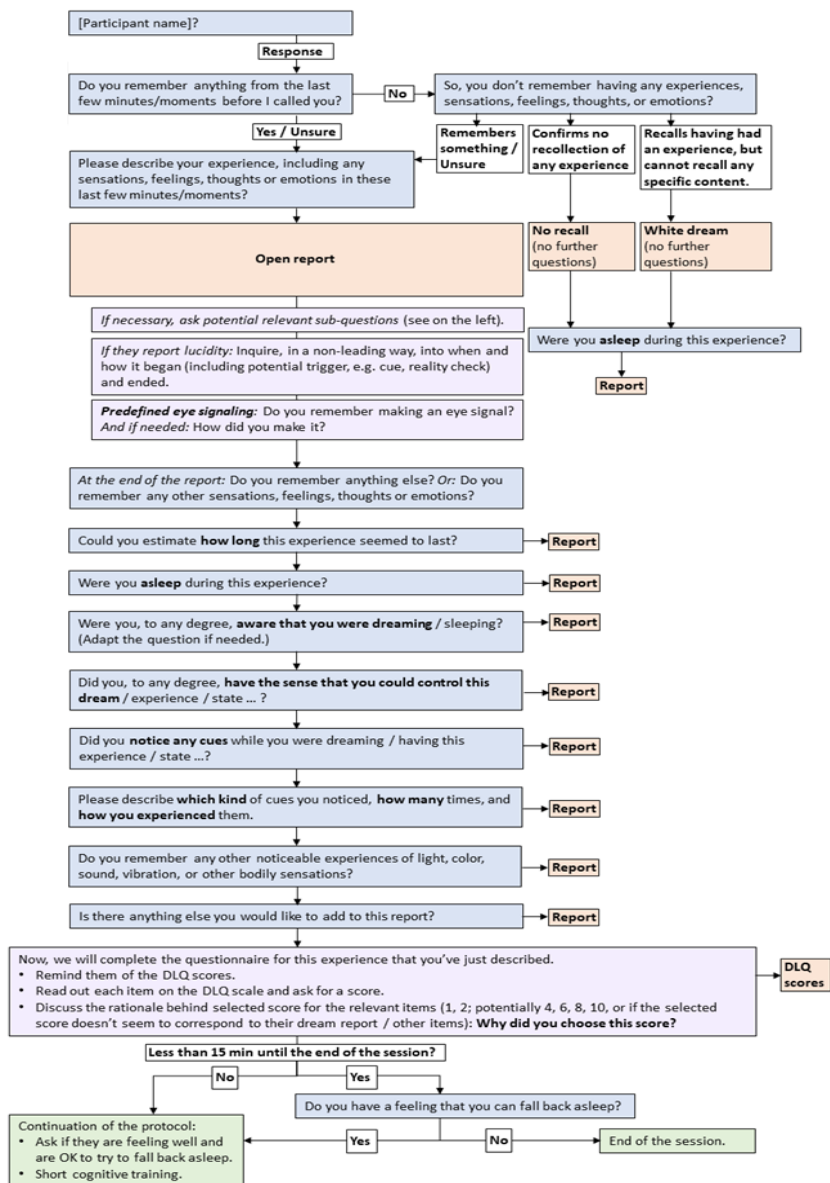 [Participant name]?
Response
Do you remember anything from the last
few minutes/moments before I called you?
No
So, you don't remember having any experiences,
sensations, feelings, thoughts, or emotions?
Yes / Unsure
Remembers
something /
Unsure
Confirms no
recollection of
any experience
Recalls having had
an experience, but
cannot recall any
specific content.
Please describe your experience, including any
sensations, feelings, thoughts or emotions in these
last few minutes/moments?
Open report
No recall
(no further
questions)
White dream
(no further
questions)
If necessary, ask potential relevant sub-questions (see on the left).
If they report lucidity: Inquire, in a non-leading way, into when and
how it began (including potential trigger, e.g. cue, reality check)
and ended.
Were you asleep during this experience?
Report
Predefined eye signaling: Do you remember making an eye signal?
And if needed: How did you make it?
At the end of the report: Do you remember anything else? Or: Do you
remember any other sensations, feelings, thoughts or emotions?
Could you estimate how long this experience seemed to last?
Report
Were you asleep during this experience?
Report
Were you, to any degree, aware that you were dreaming / sleeping?
(Adapt the question if needed.)
Report
Did you, to any degree, have the sense that you could control this
dream / experience / state ... ?
Report
Did you notice any cues while you were dreaming / having this
experience / state ...?
Report
Please describe which kind of cues you noticed, how many times, and
how you experienced them.
Report
Do you remember any other noticeable experiences of light, color,
sound, vibration, or other bodily sensations?
Report
Is there anything else you would like to add to this report?
Report
Now, we will complete the questionnaire for this experience that you've just described.
• Remind them of the DLQ scores.
• Read out each item on the DLQ scale and ask for a score.
• Discuss the rationale behind selected score for the relevant items (1, 2; potentially 4, 6, 8, 10, or if the selected
score doesn't seem to correspond to their dream report / other items): Why did you choose this score?
DLQ
scores
Less than 15 min until the end of the session?
No
Yes
Do you have a feeling that you can fall back asleep?
Continuation of the protocol:
• Ask if they are feeling well and
are OK to try to fall back asleep.
• Short cognitive training.
Yes
No
End of the session.